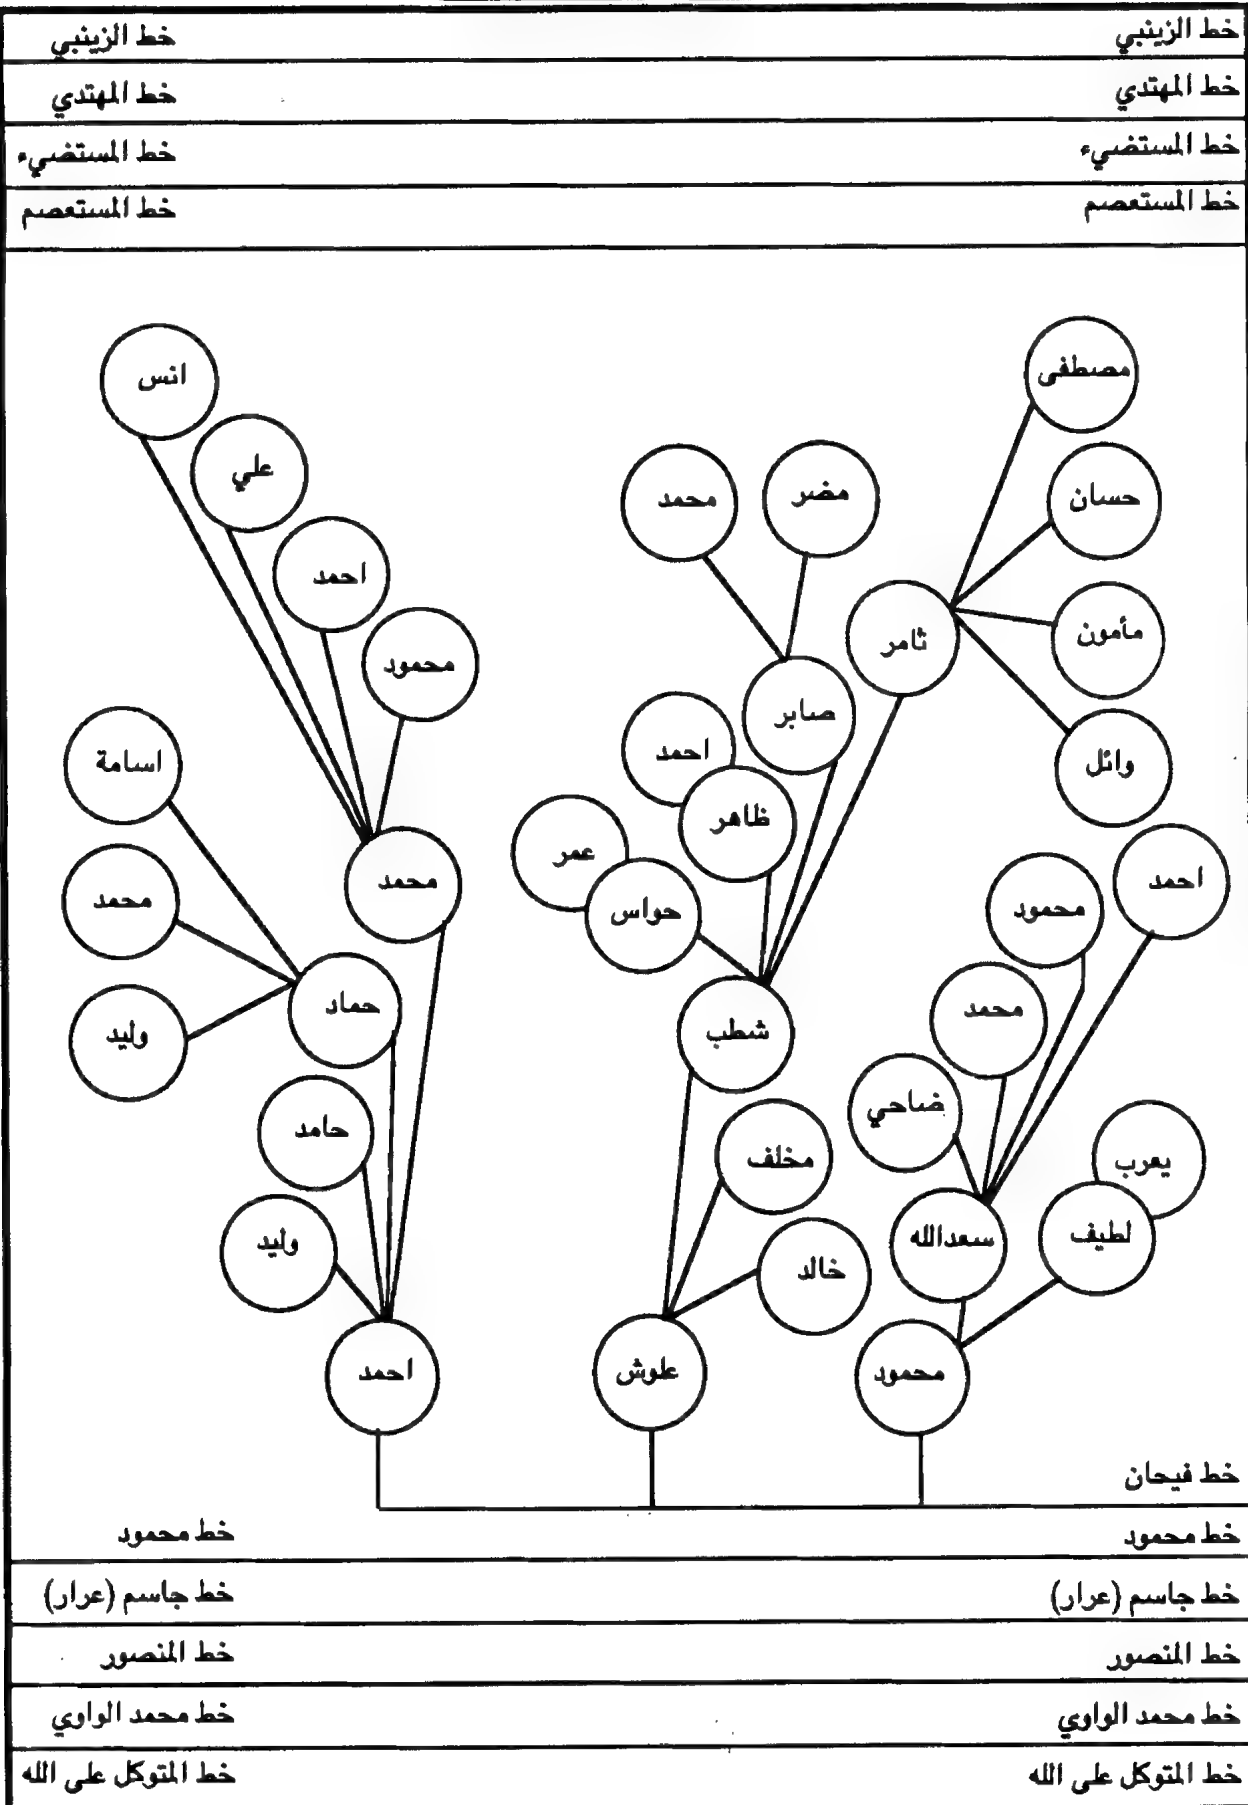 خط الزينبي
خط الزينبي
خط المهتدي
خط المهتدي
خط المستضيء
خط المستضيء
خط المستعصم
خط المستعصم
مصطفى
انس
علي
حسان
مضر
محمد
احمد
مأمون
ثامر
محمود
صابر
احمد
وائل
اسامة
ظاهر
عمر
احمد
محمد
محمد
محمود
حواس
حماد
محمد
شطب
وليد
ضاحي
حامد
مخلف
يعرب
لطيف
سعدالله
وليد
خالد
محمود
علوش
احمد
خط فيحان
خط محمود
خط محمود
خط جاسم (عرار)
خط جاسم (عرار)
خط المنصور
خط المنصور
خط محمد الواوي
خط محمد الواوي
خط المتوكل على الله
خط المتوكل على الله